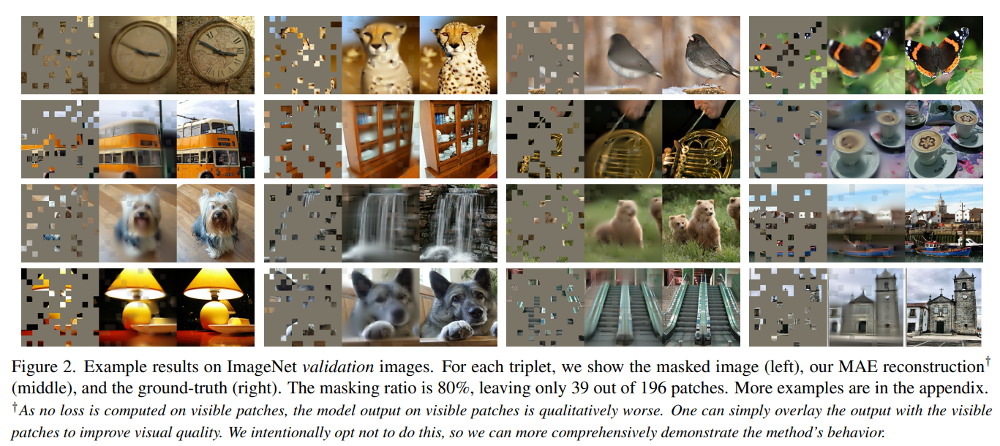 Figure 2. Example results on ImageNet validation images. For each triplet, we show the masked image (left), our MAE reconstruction†
(middle), and the ground-truth (right). The masking ratio is 80%, leaving only 39 out of 196 patches. More examples are in the appendix.
†As no loss is computed on visible patches, the model output on visible patches is qualitatively worse. One can simply overlay the output with the visible
patches to improve visual quality. We intentionally opt not to do this, so we can more comprehensively demonstrate the method's behavior.